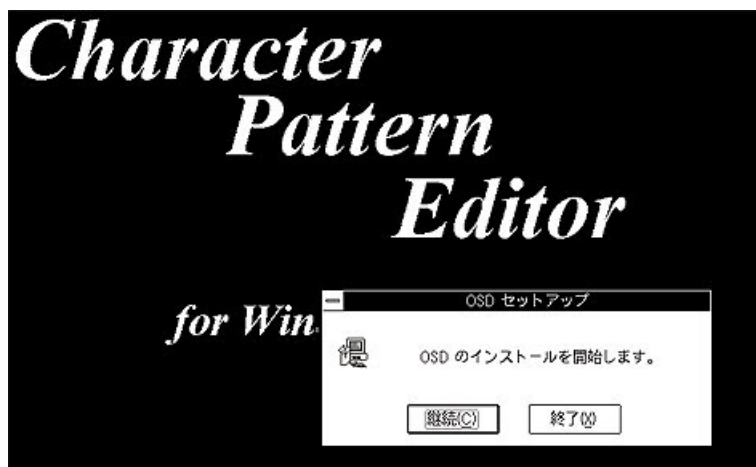 Character
Pattern
Editor
for Win
OSD セットアップ
OSD のインストールを開始します。
継続(C)
終了(X)